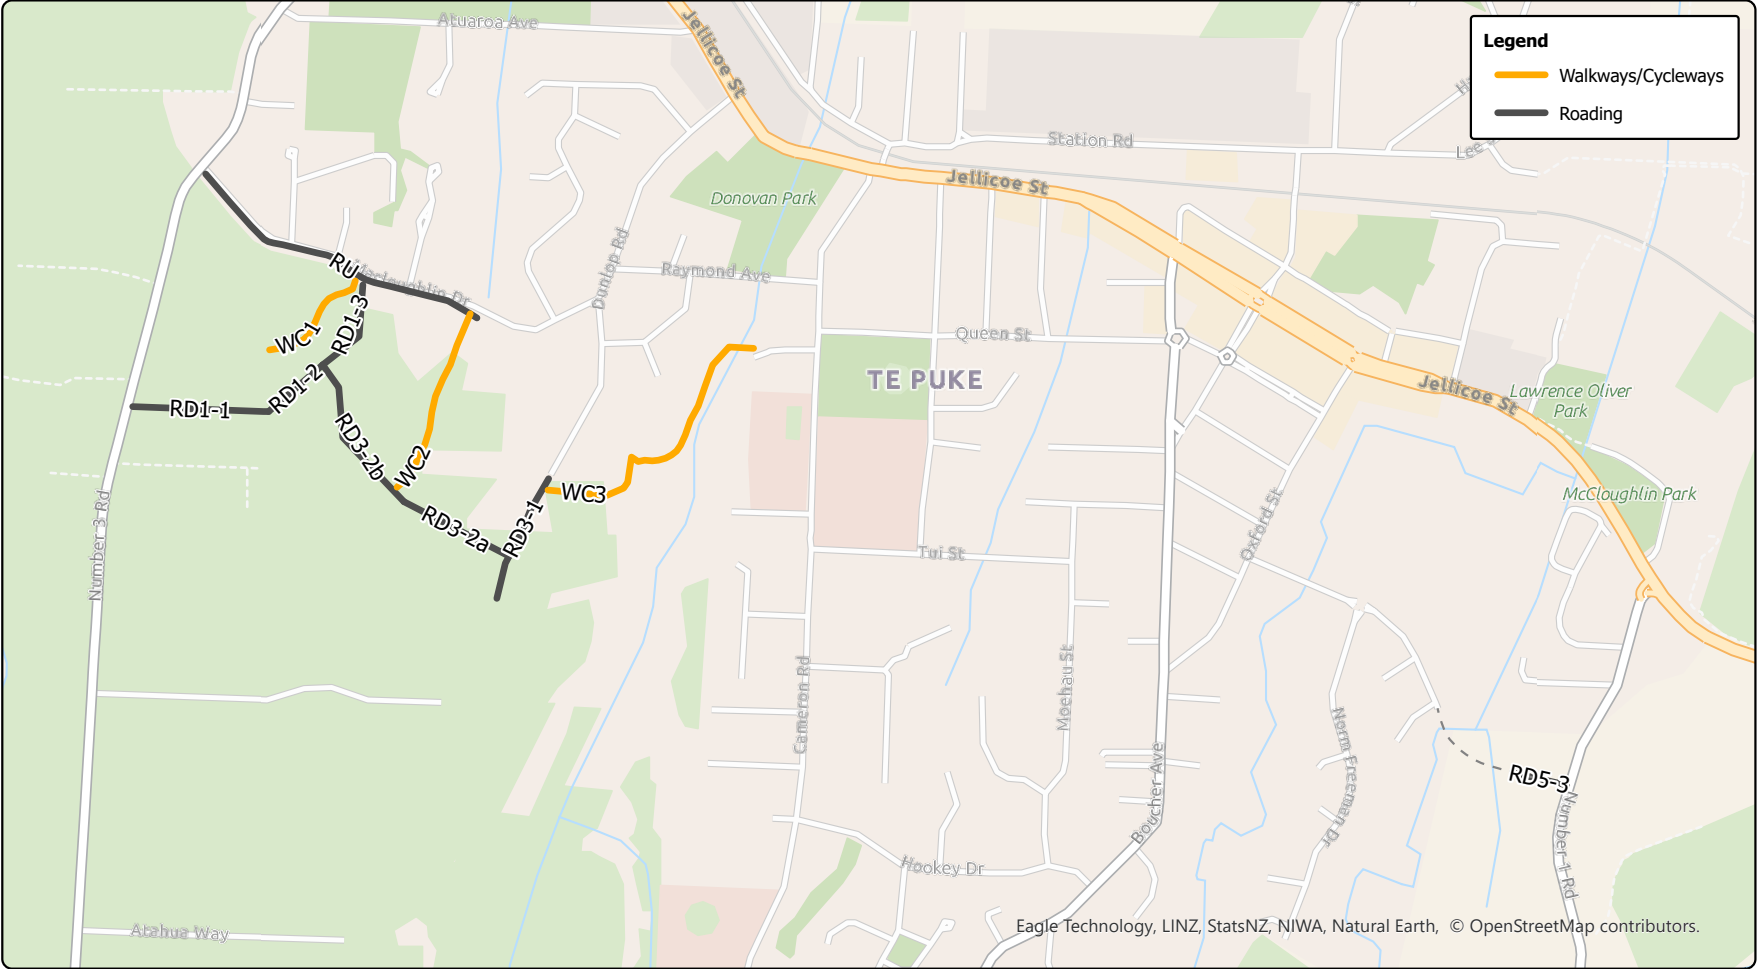 Atuaroa Ave
Jellicoe St
Legend
Walkways/Cycleways
Roading
Station Rd
Lee
Jellicoe St
Donovan Park
Dunlop Rd
Raymond Ave
RU
Mcloughlin Dr
WC1
RD1-3
Queen St
TE PUKE
RD1-2
RD1-1
Jellicoe St
Lawrence Oliver
Park
RD3-2b
WC2
WC3
McCloughlin Park
Number 3 Rd
RD3-2a
RD3-1
Oxford St
Tui St
Cameron Rd
Moehau St
Norm Freeman Dr
RD5-3
Boucher Ave
Number 1 Rd
Hookey Dr
Atahua Way
Eagle Technology, LINZ, StatsNZ, NIWA, Natural Earth, © OpenStreetMap contributors.